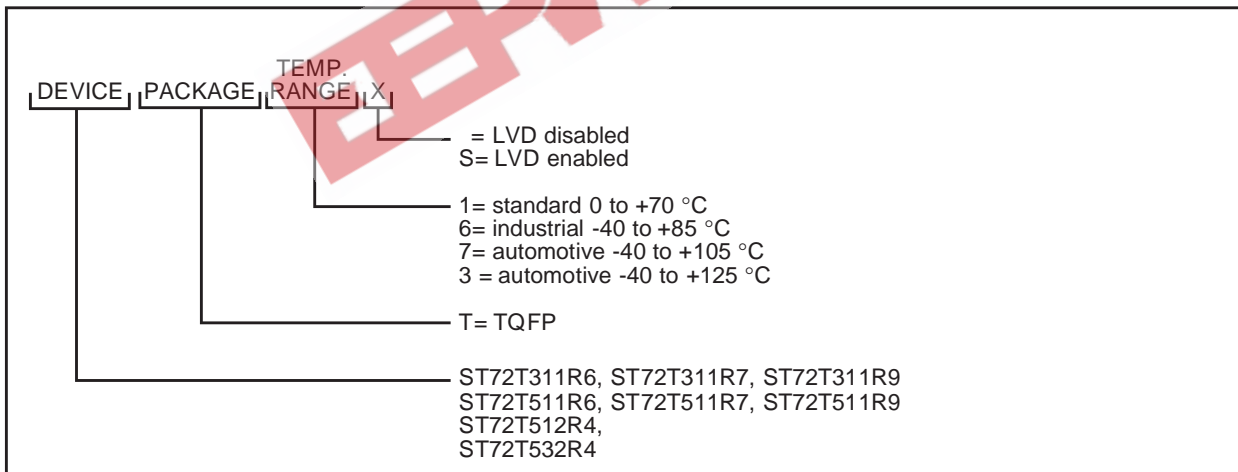 TEMP.
DEVICE PACKAGE RANGE X
= LVD disabled
S= LVD enabled
1= standard 0 to +70 °C
6= industrial -40 to +85 °C
7= automotive -40 to +105 °C
3 = automotive -40 to +125 °C
T= TQFP
ST72T311R6, ST72T311R7, ST72T311R9
ST72T511R6, ST72T511R7, ST72T511R9
ST72T512R4,
ST72T532R4